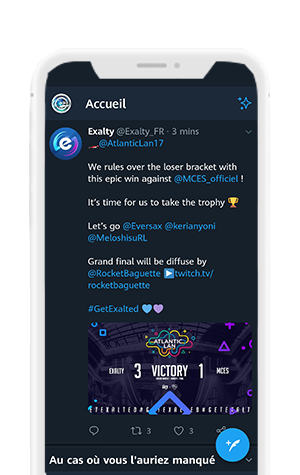 Accueil
Exalty @Exalty_FR · 3 mins
@AtlanticLan17
We rules over the loser bracket with
this epic win against @MCES_officiel !
It's time for us to take the trophy 🏆
Let's go @Eversax @kerianyoni
@MeloshisuRL
Grand final will be diffuse by
@RocketBaguette ▶️twitch.tv/
rocketbaguette
#GetExalted 💙💜
ATLANTIC
LAN
EXALTY 3 VICTORY 1 MCES
3 3
Au cas où vous l'auriez manqué